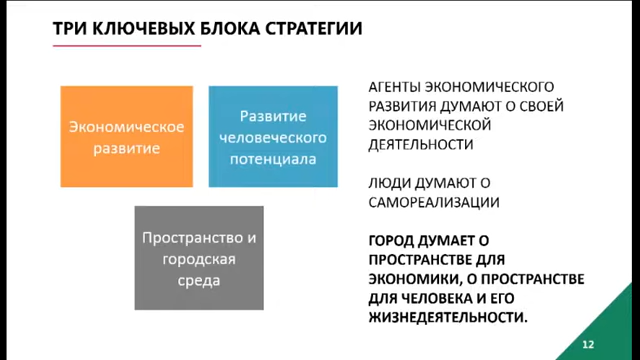 ТРИ КЛЮЧЕВЫХ БЛОКА СТРАТЕГИИ
Экономическое
развитие
Развитие
человеческого
потенциала
Пространство и
городская
среда
АГЕНТЫ ЭКОНОМИЧЕСКОГО
РАЗВИТИЯ ДУМАЮТ О СВОЕЙ
ЭКОНОМИЧЕСКОЙ
ДЕЯТЕЛЬНОСТИ
ЛЮДИ ДУМАЮТ О
САМОРЕАЛИЗАЦИИ
ГОРОД ДУМАЕТ О
ПРОСТРАНСТВЕ ДЛЯ
ЭКОНОМИКИ, О ПРОСТРАНСТВЕ
ДЛЯ ЧЕЛОВЕКА И ЕГО
ЖИЗНЕДЕЯТЕЛЬНОСТИ.
12